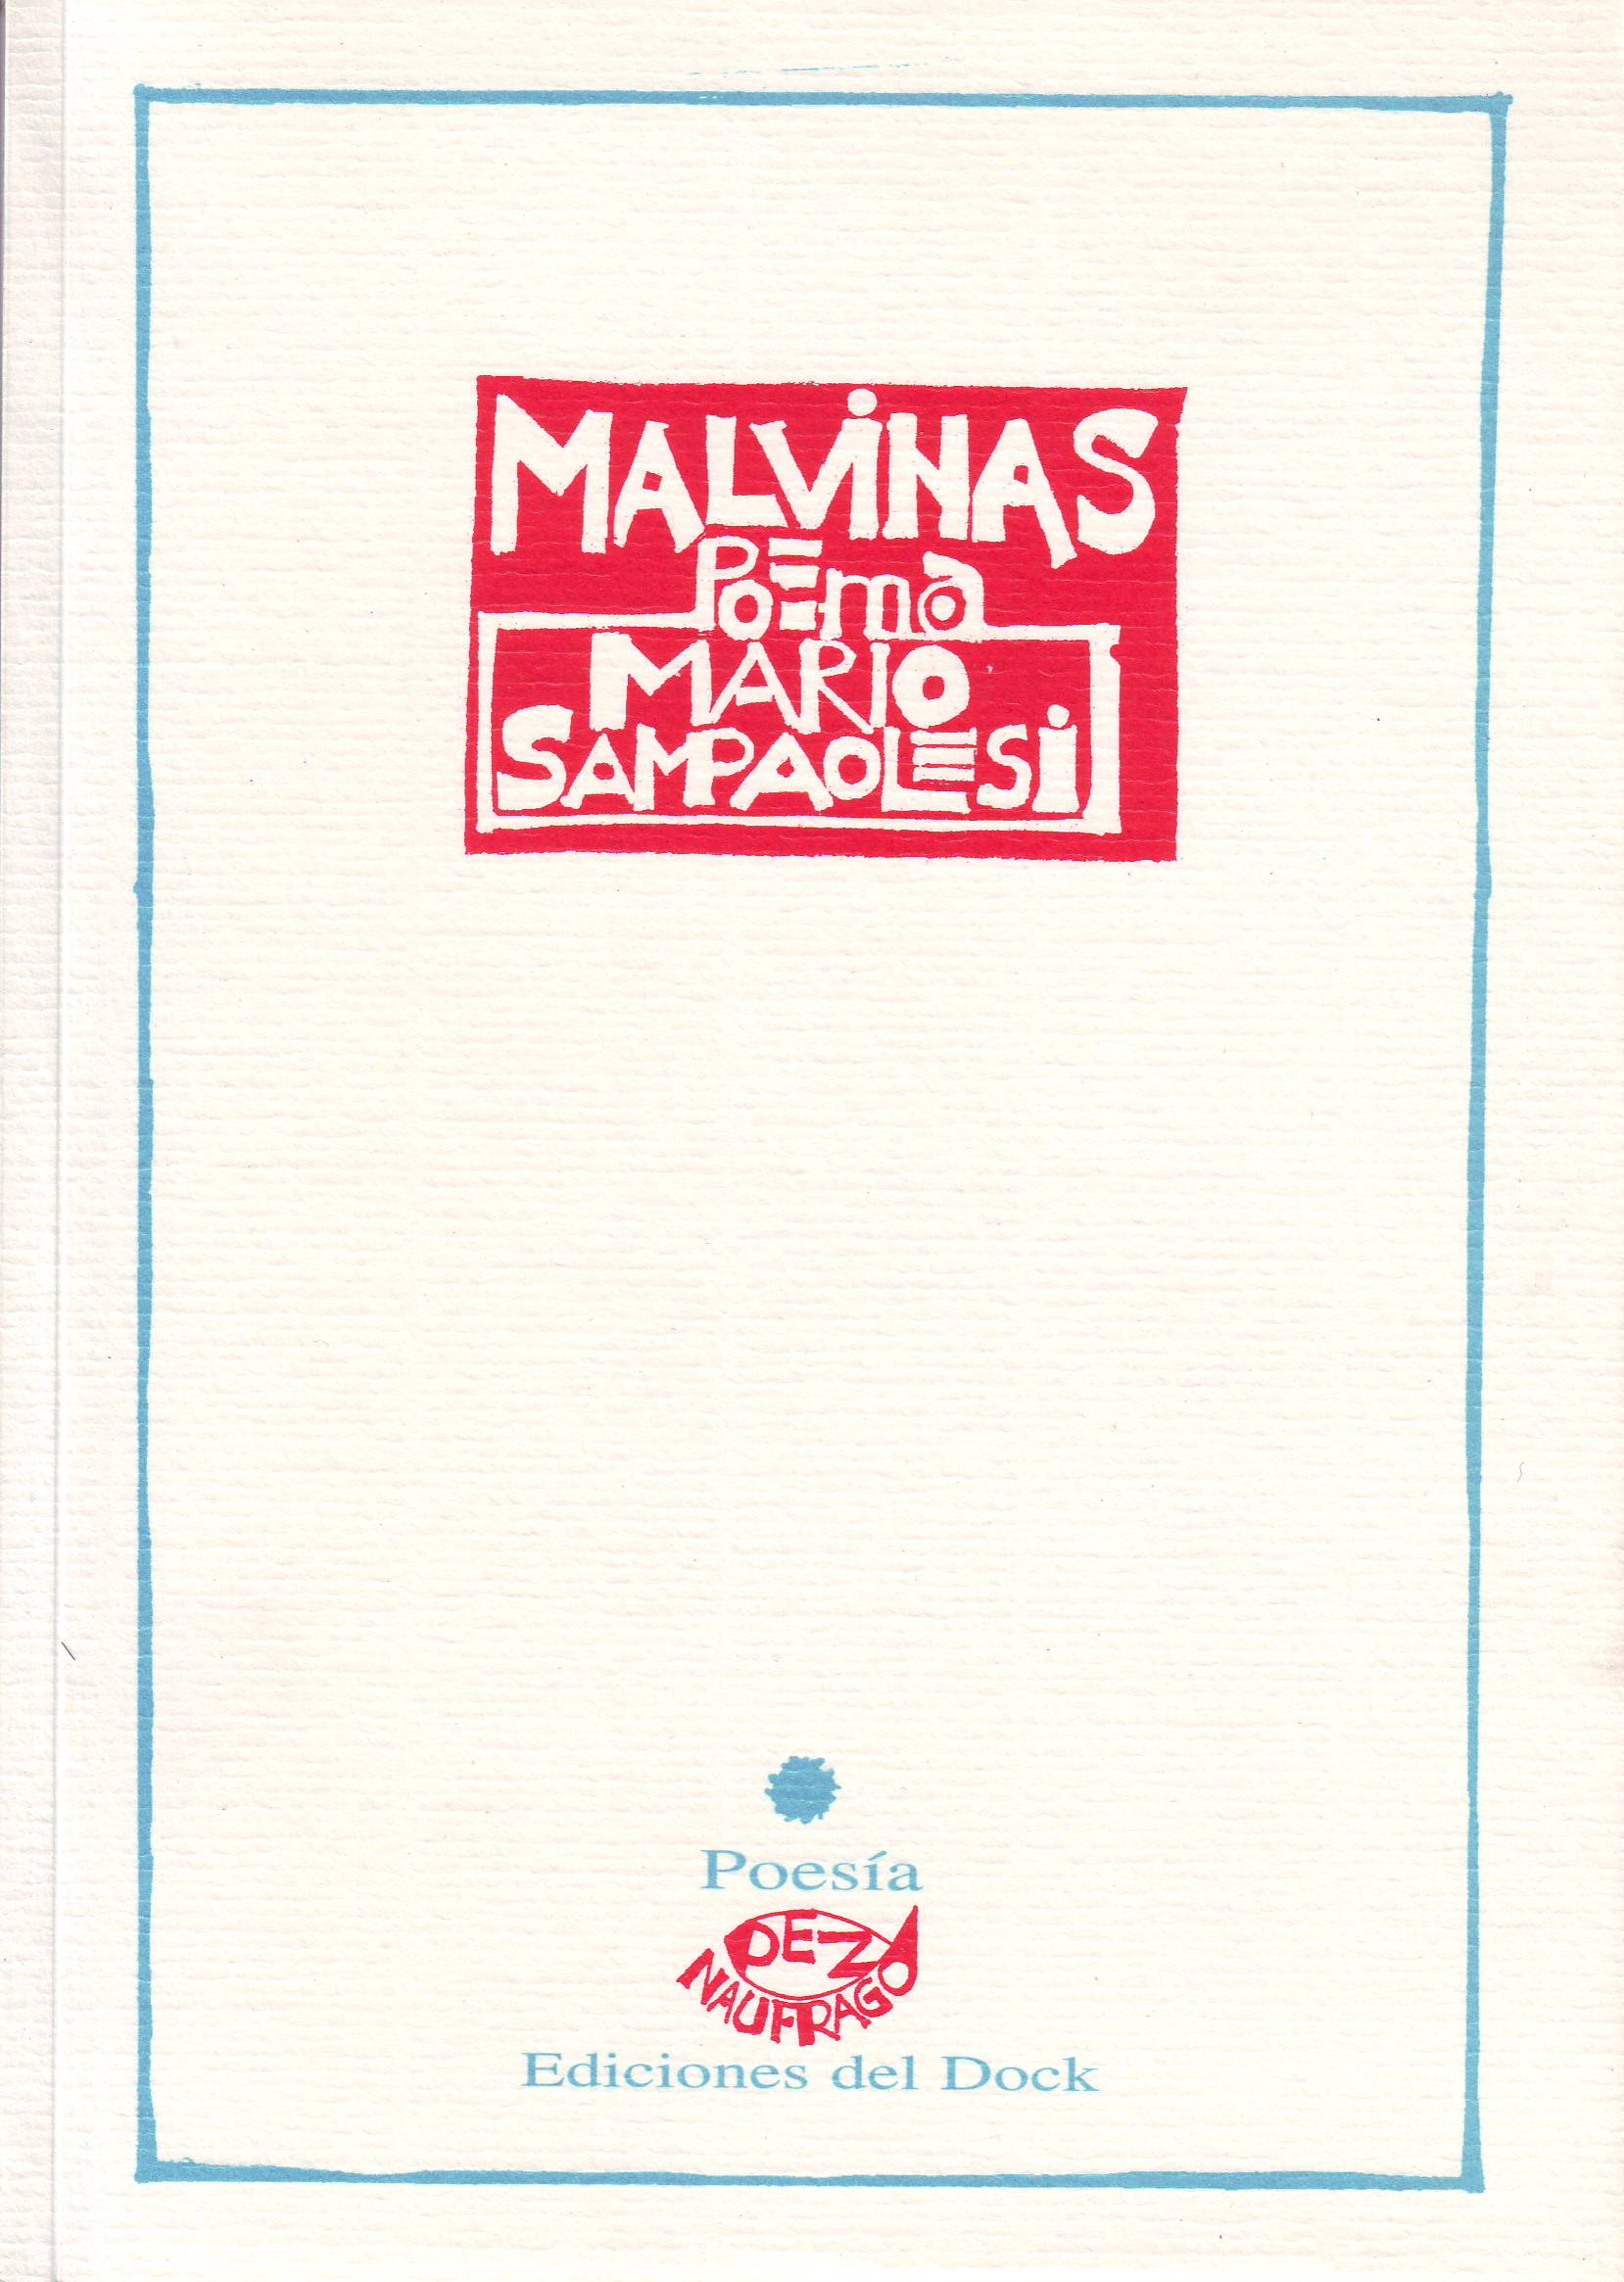 MALViNAS
PoEma
MARIO
SAMPAOLESi
Poesía
PEZ
NAUFRAGO
Ediciones del Dock